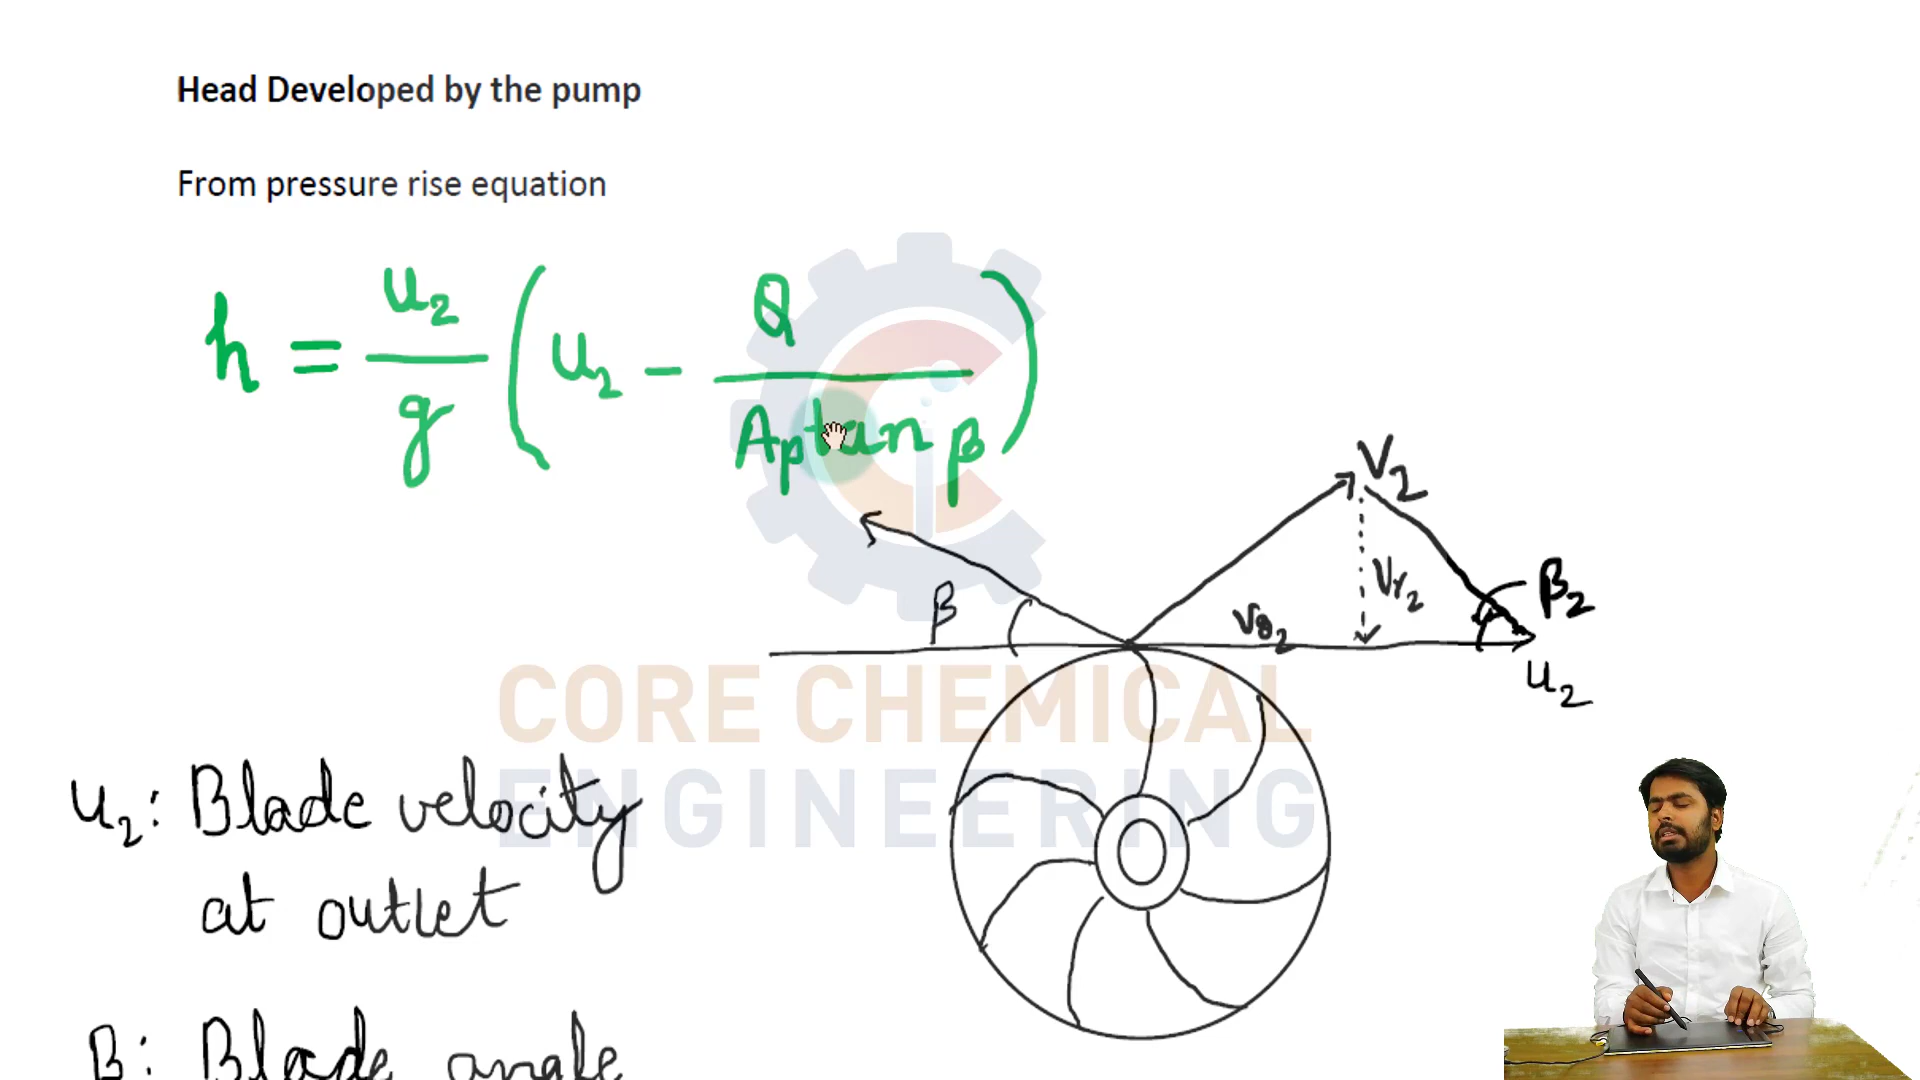 Head Developed by the pump
From pressure rise equation
h = u₂/g (u₂ - Q/(Ap tan β))
V₂
β
Vθ₂
Vr₂
β₂
u₂
CORE CHEMICAL
ENGINEERING
u₂: Blade velocity
at outlet
β: Blade angle